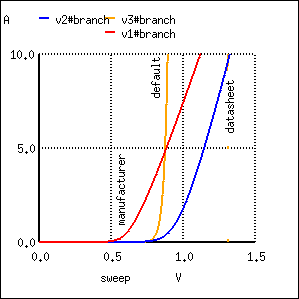 A
v2#branch
v3#branch
v1#branch
10.0
5.0
0.0
default
datasheet
manufacturer
0.0
0.5
1.0
1.5
sweep V